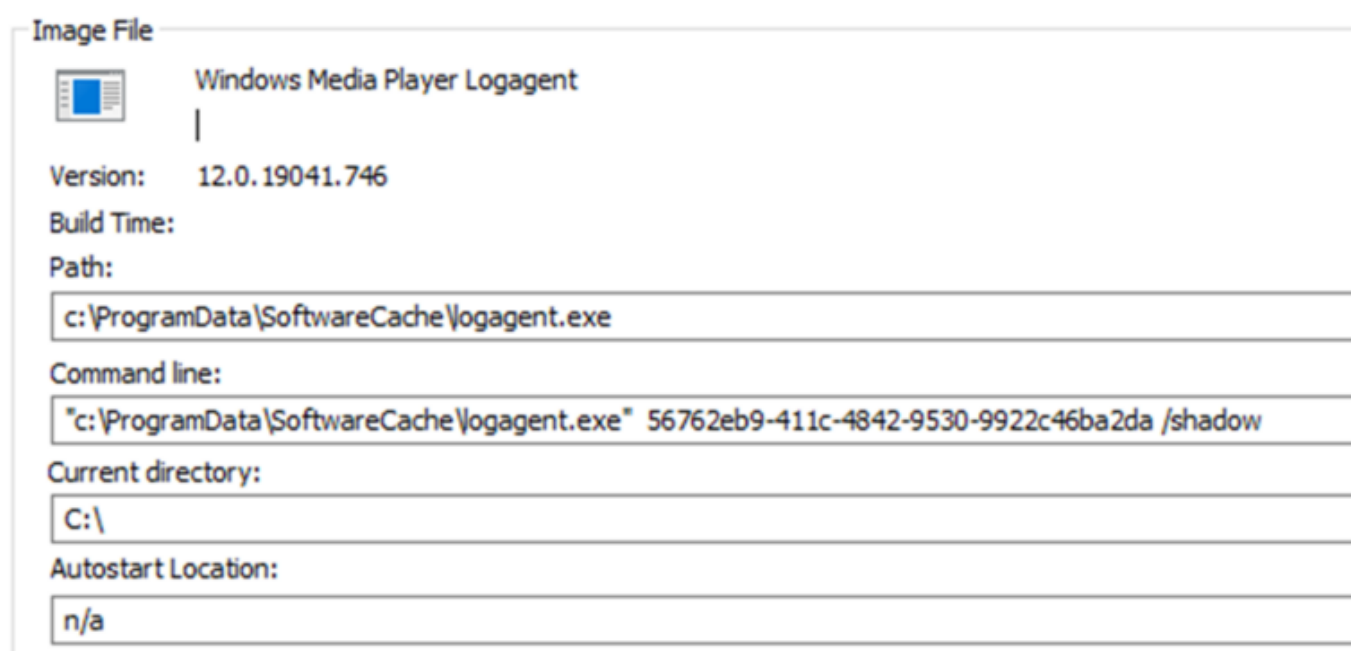 Image File
Windows Media Player Logagent
Version: 12.0.19041.746
Build Time:
Path:
c:\ProgramData\SoftwareCache\logagent.exe
Command line:
"c:\ProgramData\SoftwareCache\logagent.exe"  56762eb9-411c-4842-9530-9922c46ba2da /shadow
Current directory:
C:\
Autostart Location:
n/a